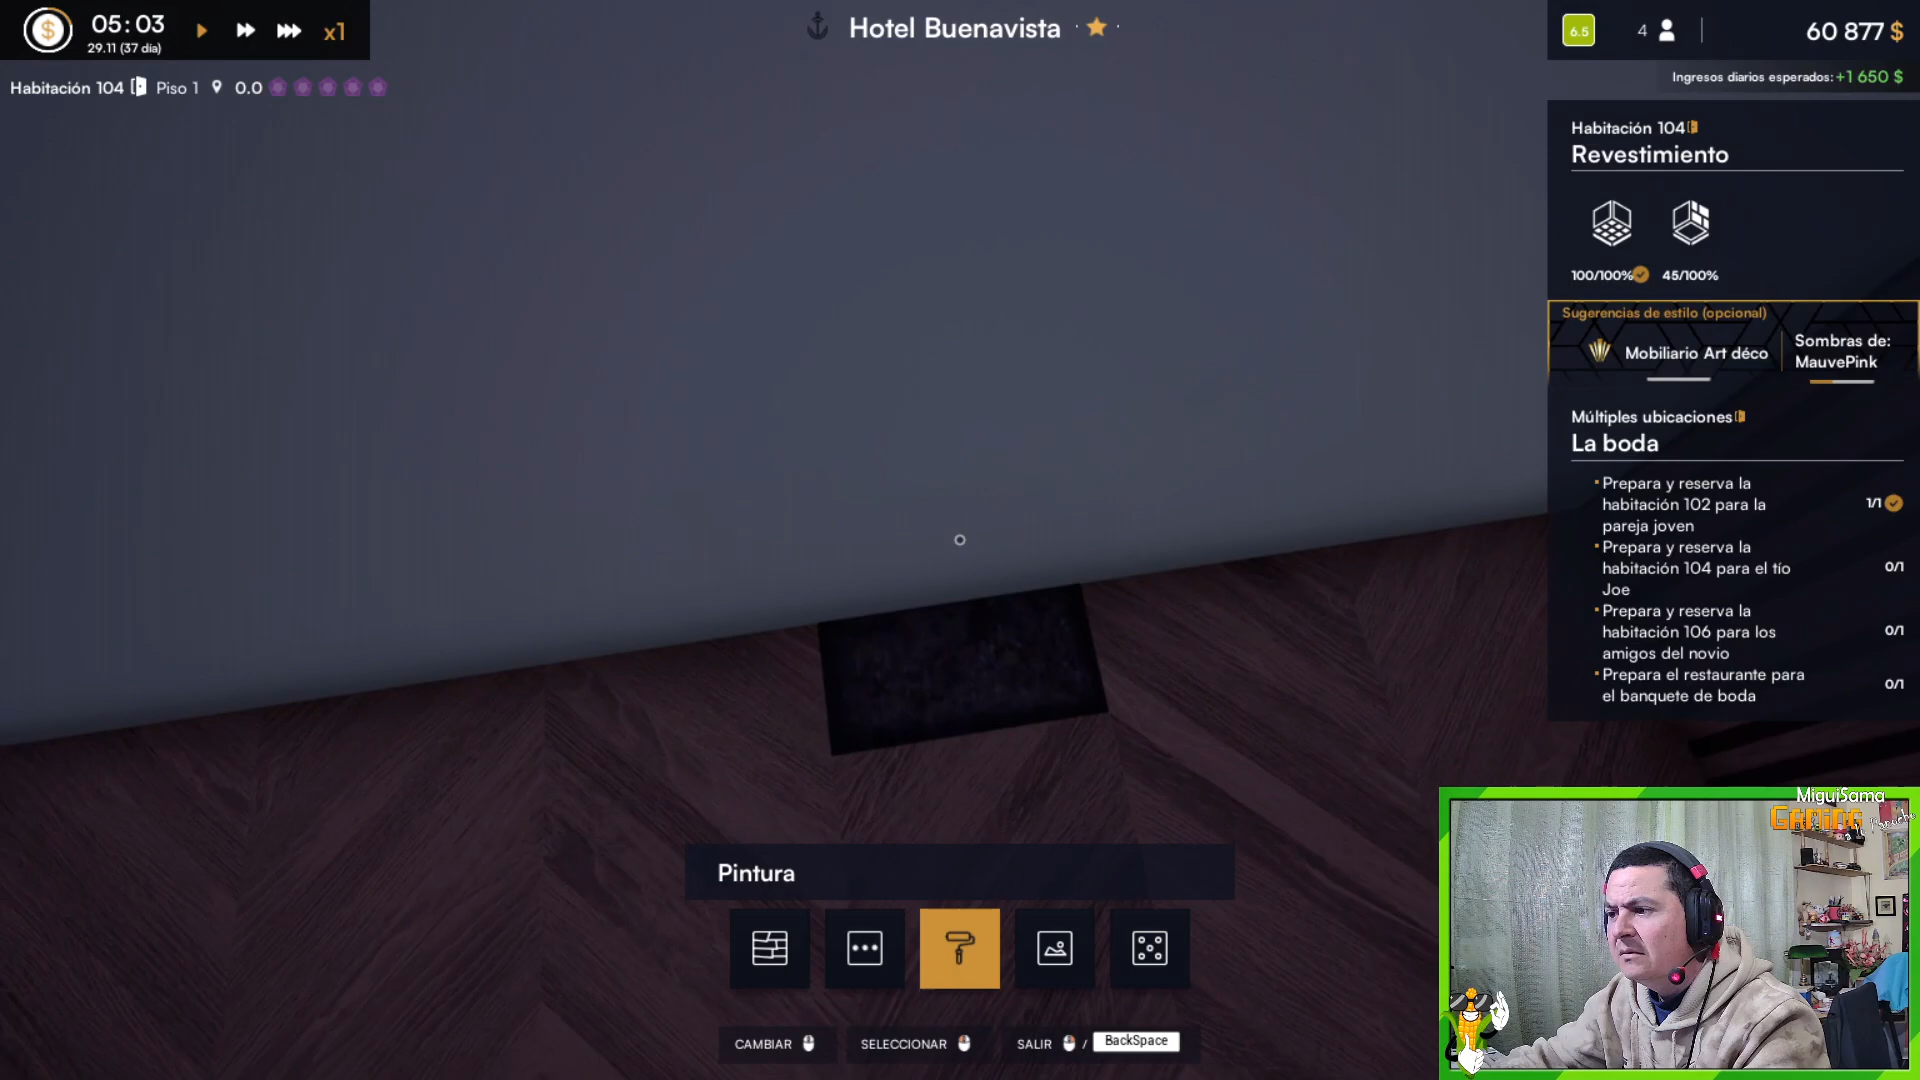 05:03
29.11 (37 día)
x1
Hotel Buenavista
6.5
4
60 877 $
Ingresos diarios esperados: +1 650 $
Habitación 104 Piso 1 0.0
Habitación 104
Revestimiento
100/100% 45/100%
Sugerencias de estilo (opcional)
Mobiliario Art déco
Sombras de:
MauvePink
Múltiples ubicaciones
La boda
Prepara y reserva la
habitación 102 para la
pareja joven
1/1
Prepara y reserva la
habitación 104 para el tío
Joe
0/1
Prepara y reserva la
habitación 106 para los
amigos del novio
0/1
Prepara el restaurante para
el banquete de boda
0/1
MiguiSama
GAMING
Pintura
CAMBIAR
SELECCIONAR
SALIR / BackSpace